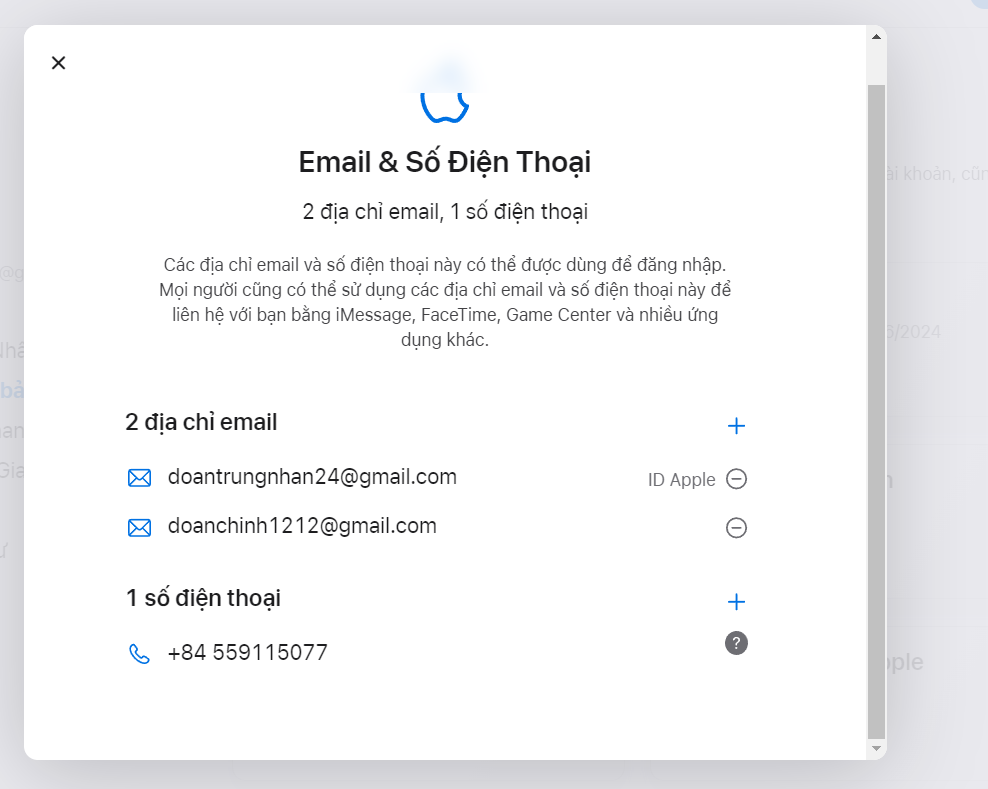 Email & Số Điện Thoại
2 địa chỉ email, 1 số điện thoại
Các địa chỉ email và số điện thoại này có thể được dùng để đăng nhập.
Mọi người cũng có thể sử dụng các địa chỉ email và số điện thoại này để
liên hệ với bạn bằng iMessage, FaceTime, Game Center và nhiều ứng
dụng khác.
2 địa chỉ email
doantrungnhan24@gmail.com ID Apple
doanchinh1212@gmail.com
1 số điện thoại
+84 559115077 ?